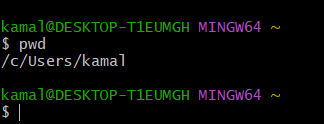 kamal@DESKTOP-T1EUMGH MINGW64 ~
$ pwd
/c/Users/kamal
kamal@DESKTOP-T1EUMGH MINGW64 ~
$